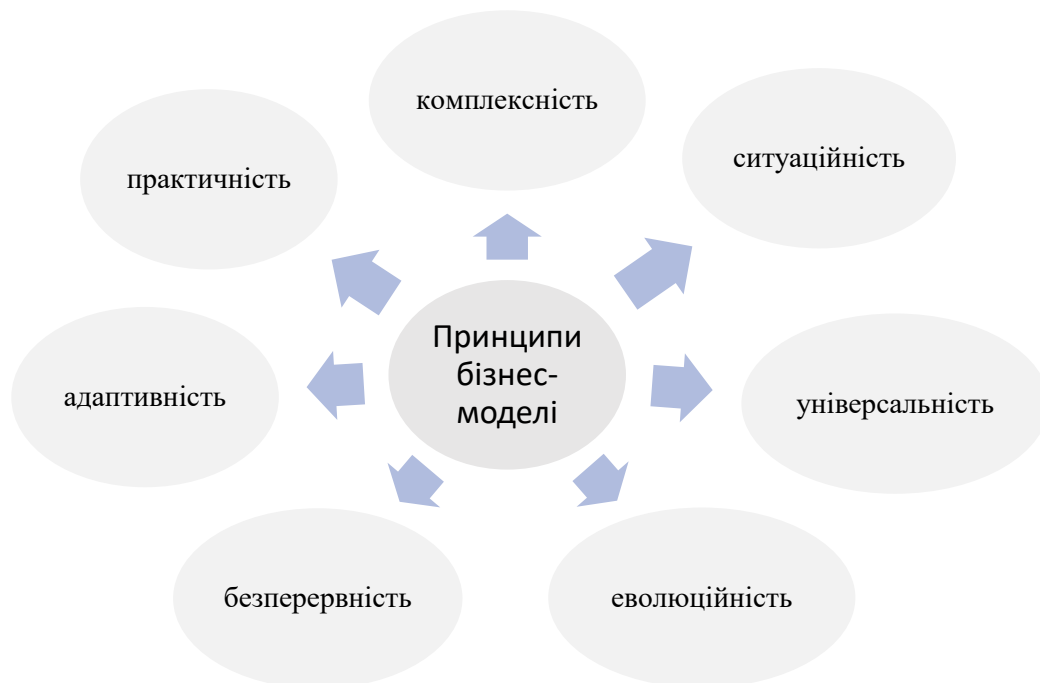 комплексність
ситуаційність
практичність
Принципи
бізнес-
моделі
адаптивність
універсальність
безперервність
еволюційність